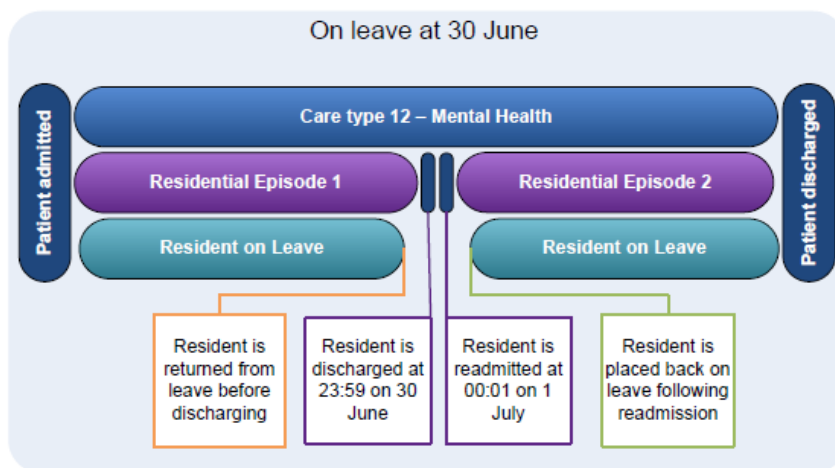 On leave at 30 June
Patient admitted
Care type 12 – Mental Health
Residential Episode 1
Residential Episode 2
Resident on Leave
Resident on Leave
Patient discharged
Resident is
returned from
leave before
discharging
Resident is
discharged at
23:59 on 30
June
Resident is
readmitted at
00:01 on 1
July
Resident is
placed back on
leave following
readmission